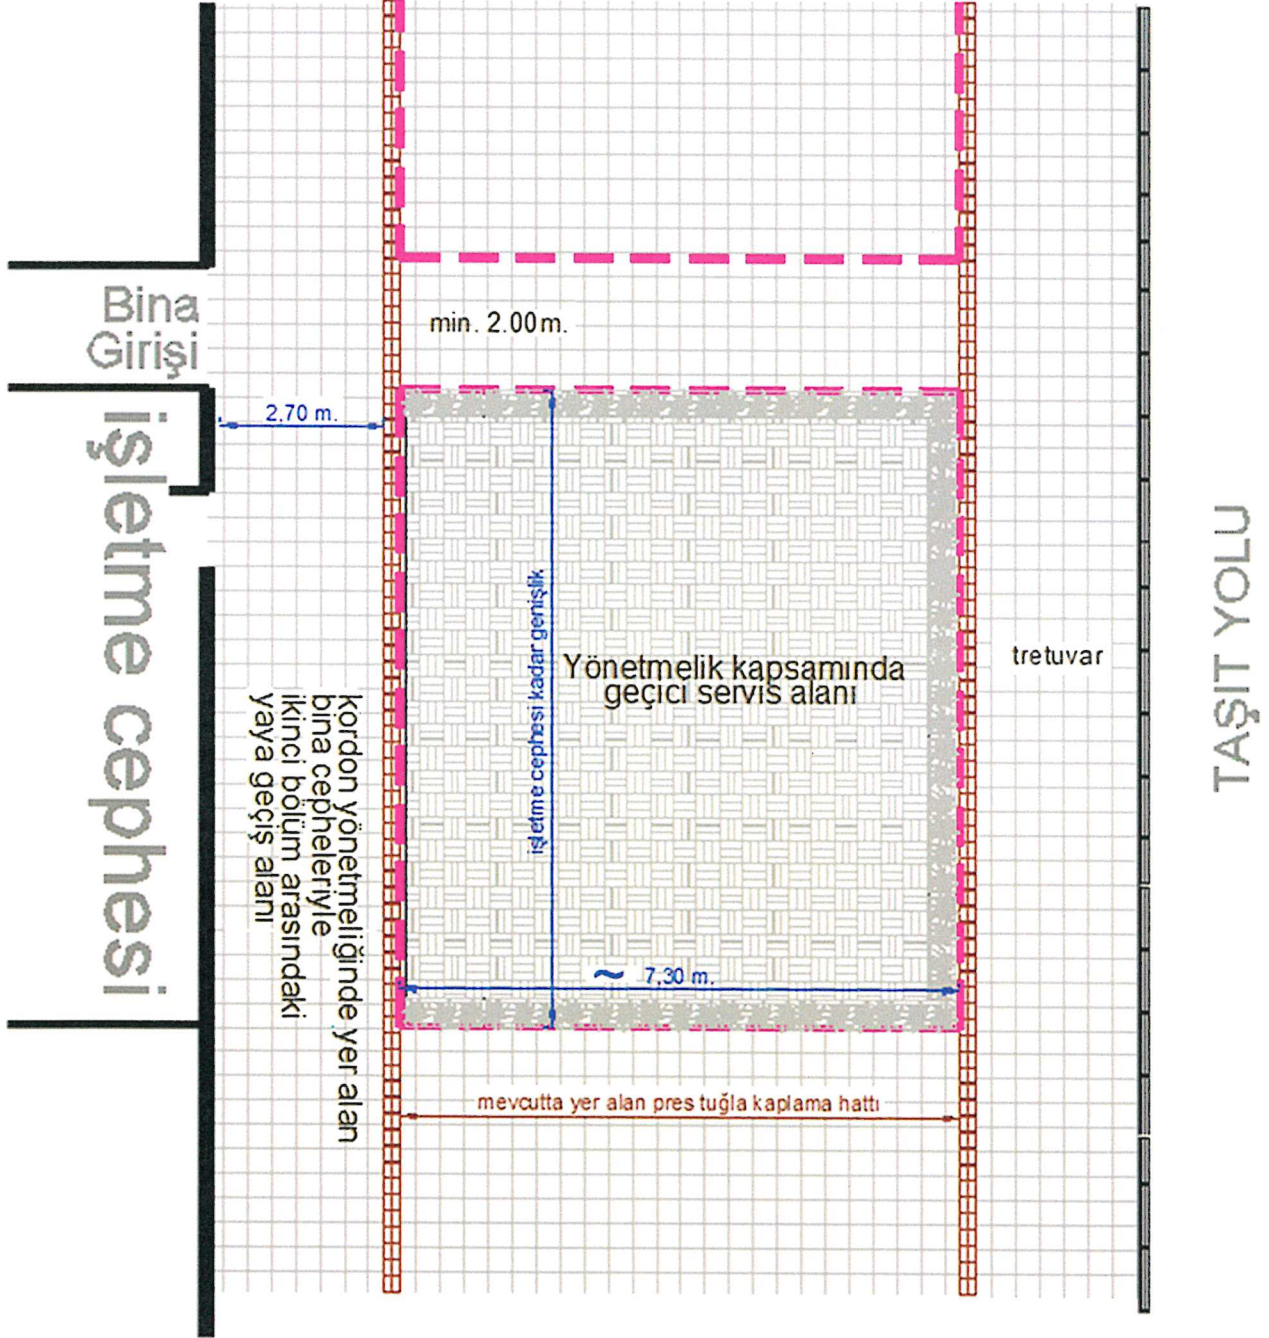 Bina
Girişi
min. 2.00m.
2.70 m.
işletme cephesi
işletme cephesi kadar genişlik
Yönetmelik kapsamında
geçici servis alanı
tretuvar
TAŞIT YOLU
kordon yönetmeliğinde yer alan
bina cepheleriyle
ikinci bölüm arasındaki
yaya geçiş alanı
~ 7,30 m.
mevcutta yer alan pres tuğla kaplama hattı